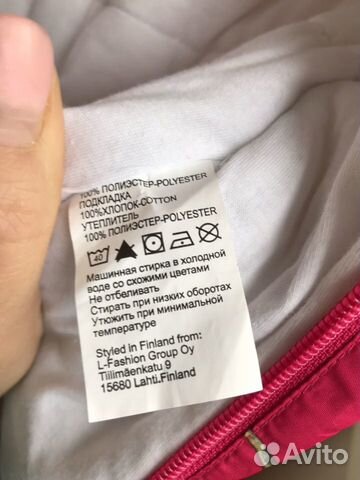 100% ПОЛИЭСТЕР-POLYESTER
ПОДКЛАДКА
100%ХЛОПОК-COTTON
УТЕПЛИТЕЛЬ
100% ПОЛИЭСТЕР-POLYESTER
40
Машинная стирка в холодной
воде со схожими цветами
Не отбеливать
Стирать при низких оборотах
Утюжить при минимальной
температуре
Styled in Finland from:
L-Fashion Group Oy
Tiilimäenkatu 9
15680 Lahti.Finland
Avito